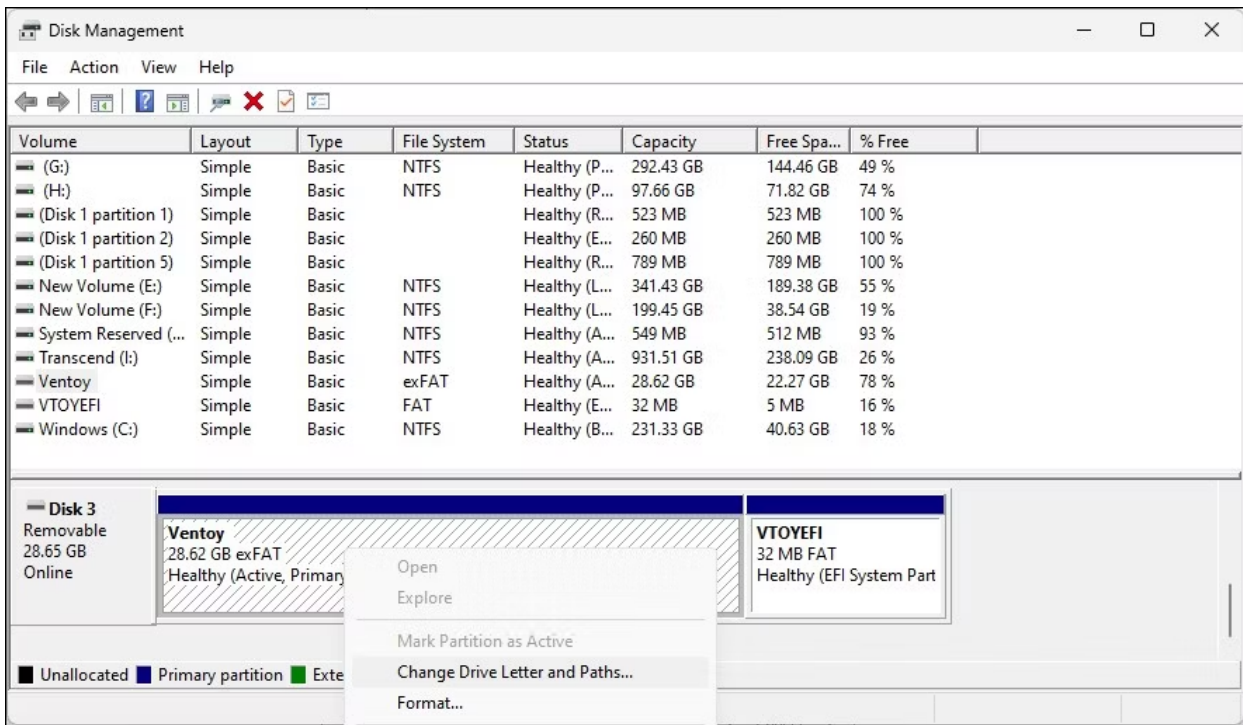 Disk Management
File Action View Help
Volume Layout Type File System Status Capacity Free Spa... % Free
(G:) Simple Basic NTFS Healthy (P... 292.43 GB 144.46 GB 49 %
(H:) Simple Basic NTFS Healthy (P... 97.66 GB 71.82 GB 74 %
(Disk 1 partition 1) Simple Basic Healthy (R... 523 MB 523 MB 100 %
(Disk 1 partition 2) Simple Basic Healthy (E... 260 MB 260 MB 100 %
(Disk 1 partition 5) Simple Basic Healthy (R... 789 MB 789 MB 100 %
New Volume (E:) Simple Basic NTFS Healthy (L... 341.43 GB 189.38 GB 55 %
New Volume (F:) Simple Basic NTFS Healthy (L... 199.45 GB 38.54 GB 19 %
System Reserved (... Simple Basic NTFS Healthy (A... 549 MB 512 MB 93 %
Transcend (I:) Simple Basic NTFS Healthy (A... 931.51 GB 238.09 GB 26 %
Ventoy Simple Basic exFAT Healthy (A... 28.62 GB 22.27 GB 78 %
VTOYEFI Simple Basic FAT Healthy (E... 32 MB 5 MB 16 %
Windows (C:) Simple Basic NTFS Healthy (B... 231.33 GB 40.63 GB 18 %
Disk 3
Removable
28.65 GB
Online
Ventoy
28.62 GB exFAT
Healthy (Active, Primary
VTOYEFI
32 MB FAT
Healthy (EFI System Part
Open
Explore
Mark Partition as Active
Change Drive Letter and Paths...
Format...
Unallocated Primary partition Exte